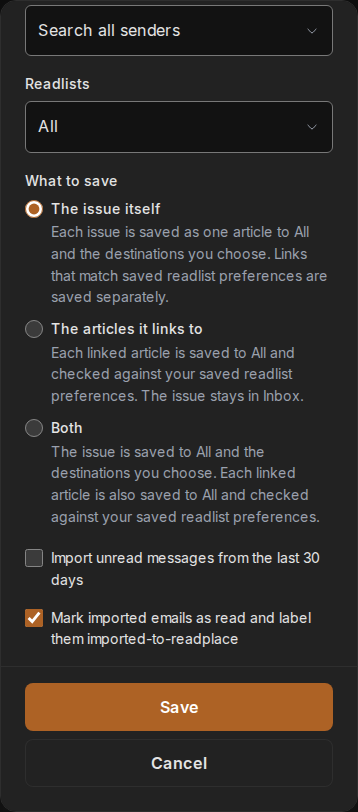 Search all senders
Readlists
All
What to save
The issue itself
Each issue is saved as one article to All
and the destinations you choose. Links
that match saved readlist preferences are
saved separately.
The articles it links to
Each linked article is saved to All and
checked against your saved readlist
preferences. The issue stays in Inbox.
Both
The issue is saved to All and the
destinations you choose. Each linked
article is also saved to All and checked
against your saved readlist preferences.
Import unread messages from the last 30
days
Mark imported emails as read and label
them imported-to-readplace
Save
Cancel